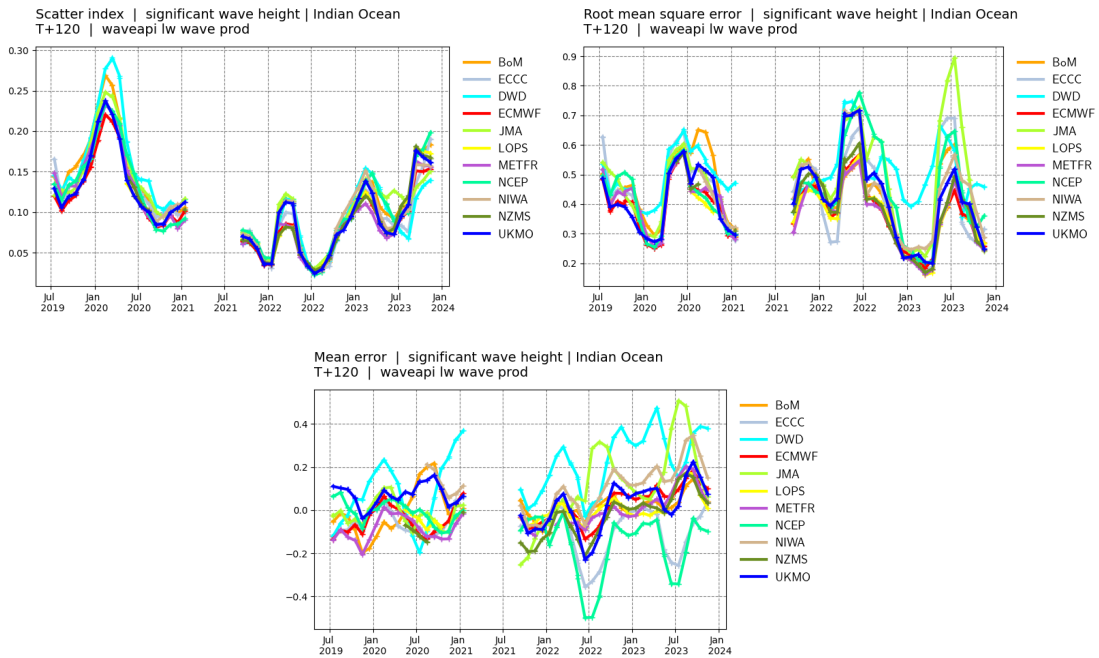 Scatter index | significant wave height | Indian Ocean
T+120 | waveapi lw wave prod
0.30
0.25
0.20
0.15
0.10
0.05
Jul 2019
Jan 2020
Jul 2020
Jan 2021
Jul 2021
Jan 2022
Jul 2022
Jan 2023
Jul 2023
Jan 2024
BoM
ECCC
DWD
ECMWF
JMA
LOPS
METFR
NCEP
NIWA
NZMS
UKMO
Root mean square error | significant wave height | Indian Ocean
T+120 | waveapi lw wave prod
0.9
0.8
0.7
0.6
0.5
0.4
0.3
0.2
Jul 2019
Jan 2020
Jul 2020
Jan 2021
Jul 2021
Jan 2022
Jul 2022
Jan 2023
Jul 2023
Jan 2024
BoM
ECCC
DWD
ECMWF
JMA
LOPS
METFR
NCEP
NIWA
NZMS
UKMO
Mean error | significant wave height | Indian Ocean
T+120 | waveapi lw wave prod
0.4
0.2
0.0
−0.2
−0.4
Jul 2019
Jan 2020
Jul 2020
Jan 2021
Jul 2021
Jan 2022
Jul 2022
Jan 2023
Jul 2023
Jan 2024
BoM
ECCC
DWD
ECMWF
JMA
LOPS
METFR
NCEP
NIWA
NZMS
UKMO